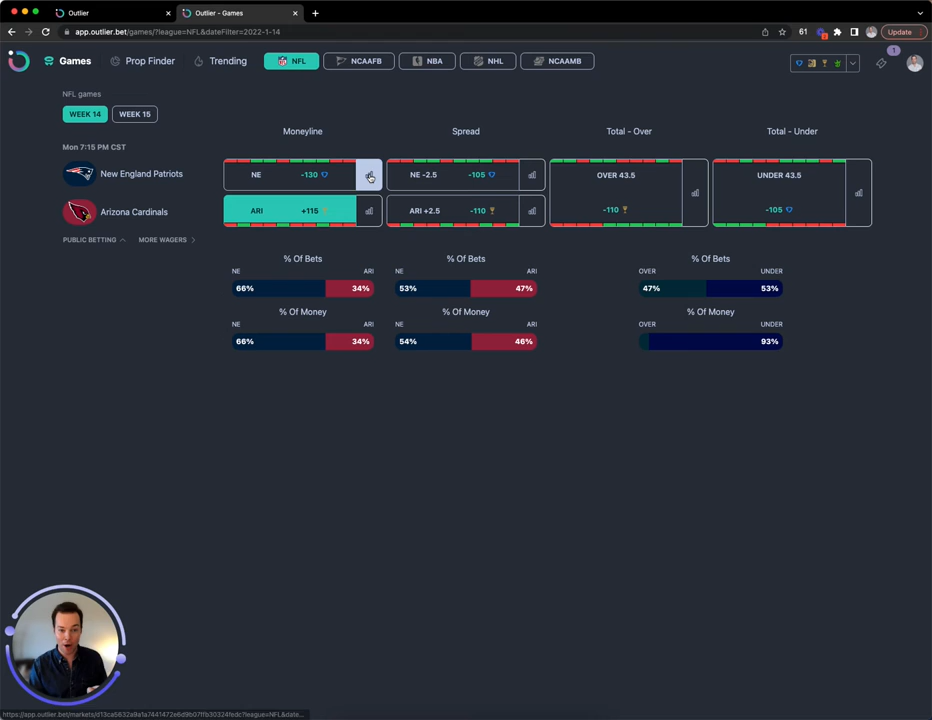 Outlier
Outlier - Games
app.outlier.bet/games/?league=NFL&dateFilter=2022-1-14
61
Update
Games
Prop Finder
Trending
NFL
NCAAFB
NBA
NHL
NCAAMB
1
NFL games
WEEK 14
WEEK 15
Moneyline
Spread
Total - Over
Total - Under
Mon 7:15 PM CST
New England Patriots
NE
-130
NE -2.5
-105
OVER 43.5
UNDER 43.5
Arizona Cardinals
ARI
+115
ARI +2.5
-110
-110
-105
PUBLIC BETTING
MORE WAGERS
% Of Bets
% Of Bets
% Of Bets
NE
ARI
NE
ARI
OVER
UNDER
66%
34%
53%
47%
47%
53%
% Of Money
% Of Money
% Of Money
NE
ARI
NE
ARI
OVER
UNDER
66%
34%
54%
46%
93%